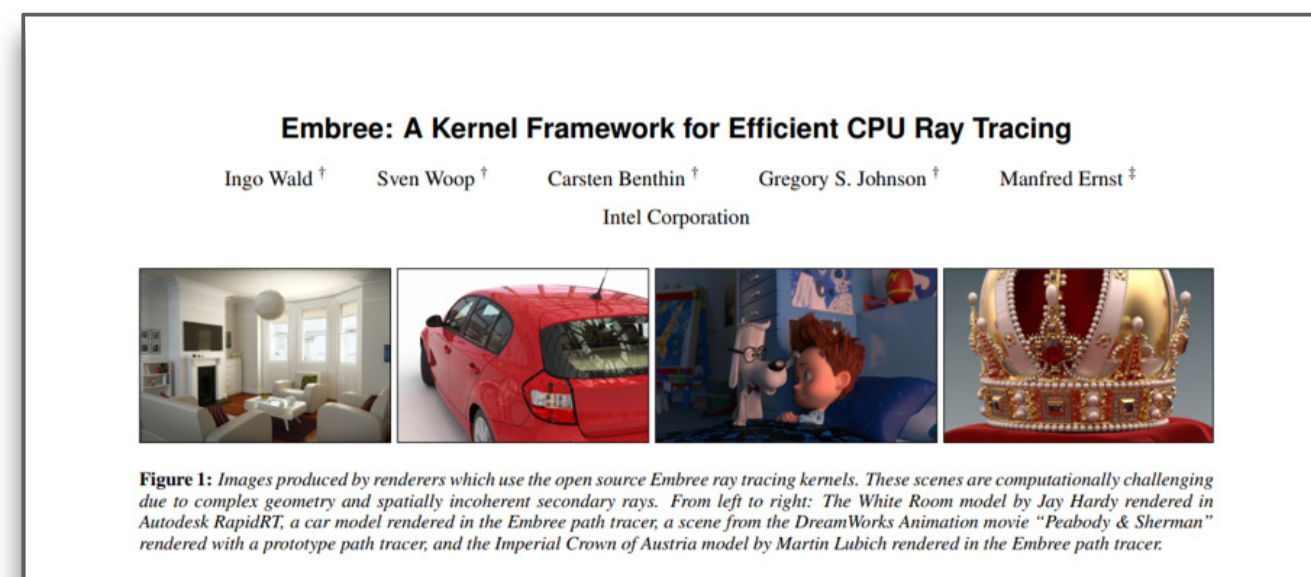 Embree: A Kernel Framework for Efficient CPU Ray Tracing
Ingo Wald † Sven Woop † Carsten Benthin † Gregory S. Johnson † Manfred Ernst ‡
Intel Corporation
Figure 1: Images produced by renderers which use the open source Embree ray tracing kernels. These scenes are computationally challenging
due to complex geometry and spatially incoherent secondary rays. From left to right: The White Room model by Jay Hardy rendered in
Autodesk RapidRT, a car model rendered in the Embree path tracer, a scene from the DreamWorks Animation movie “Peabody & Sherman”
rendered with a prototype path tracer, and the Imperial Crown of Austria model by Martin Lubich rendered in the Embree path tracer.